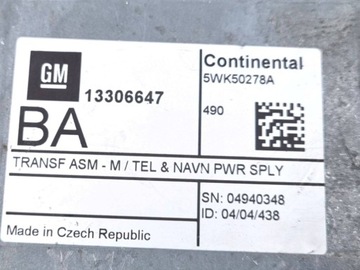 GM
13306647
BA
Continental
5WK50278A
490
TRANSF ASM - M / TEL & NAVN PWR SPLY
SN: 04940348
ID: 04/04/438
Made in Czech Republic